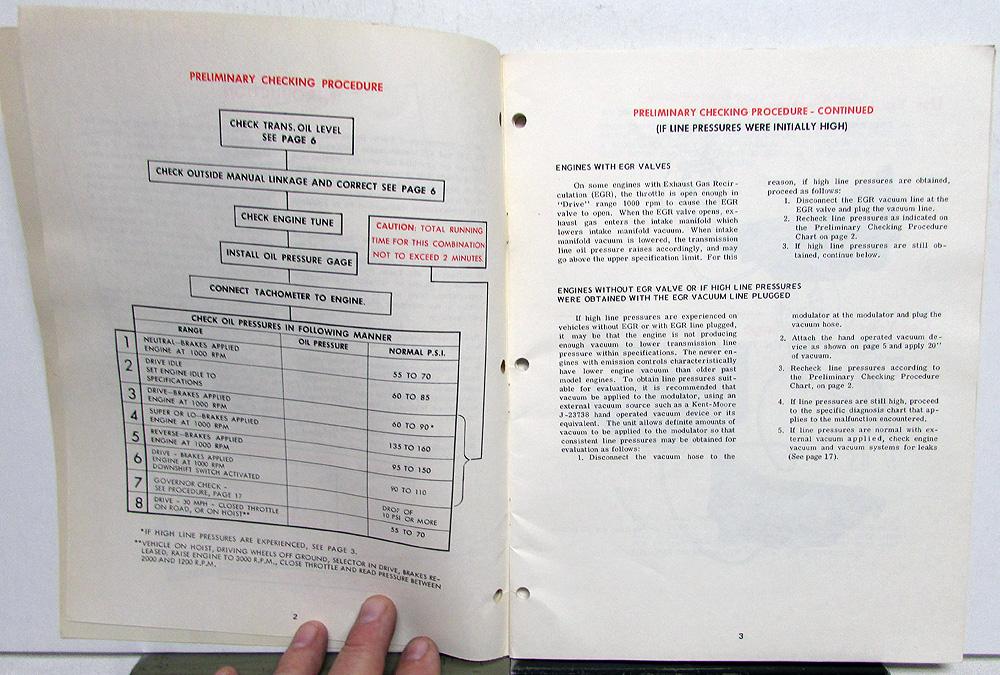 PRELIMINARY CHECKING PROCEDURE
CHECK TRANS. OIL LEVEL
SEE PAGE 6
CHECK OUTSIDE MANUAL LINKAGE AND CORRECT SEE PAGE 6
CHECK ENGINE TUNE
CAUTION: TOTAL RUNNING
TIME FOR THIS COMBINATION
NOT TO EXCEED 2 MINUTES.
INSTALL OIL PRESSURE GAGE
CONNECT TACHOMETER TO ENGINE.
CHECK OIL PRESSURES IN FOLLOWING MANNER
RANGE OIL PRESSURE NORMAL P.S.I.
1 NEUTRAL—BRAKES APPLIED
ENGINE AT 1000 RPM 55 TO 70
2 DRIVE IDLE
SET ENGINE IDLE TO
SPECIFICATIONS 60 TO 85
3 DRIVE—BRAKES APPLIED
ENGINE AT 1000 RPM 60 TO 90*
4 SUPER OR LO—BRAKES APPLIED
ENGINE AT 1000 RPM 135 TO 160
5 REVERSE—BRAKES APPLIED
ENGINE AT 1000 RPM 95 TO 150
6 DRIVE - BRAKES APPLIED
ENGINE AT 1000 RPM
DOWNSHIFT SWITCH ACTIVATED 90 TO 110
7 GOVERNOR CHECK -
SEE PROCEDURE, PAGE 17 DROP OF
10 PSI OR MORE
8 DRIVE - 30 MPH - CLOSED THROTTLE
ON ROAD, OR ON HOIST** 55 TO 70
*IF HIGH LINE PRESSURES ARE EXPERIENCED, SEE PAGE 3.
**VEHICLE ON HOIST, DRIVING WHEELS OFF GROUND, SELECTOR IN DRIVE, BRAKES RE-
LEASED, RAISE ENGINE TO 3000 R.P.M., CLOSE THROTTLE AND READ PRESSURE BETWEEN
2000 AND 1200 R.P.M.
2
PRELIMINARY CHECKING PROCEDURE - CONTINUED
(IF LINE PRESSURES WERE INITIALLY HIGH)
ENGINES WITH EGR VALVES
On some engines with Exhaust Gas Recir-
culation (EGR), the throttle is open enough in
"Drive" range 1000 rpm to cause the EGR
valve to open. When the EGR valve opens, ex-
haust gas enters the intake manifold which
lowers intake manifold vacuum. When intake
manifold vacuum is lowered, the transmission
line oil pressure raises accordingly, and may
go above the upper specification limit. For this
reason, if high line pressures are obtained,
proceed as follows:
1. Disconnect the EGR vacuum line at the
EGR valve and plug the vacuum line.
2. Recheck line pressures as indicated on
the Preliminary Checking Procedure
Chart on page 2.
3. If high line pressures are still ob-
tained, continue below.
ENGINES WITHOUT EGR VALVE OR IF HIGH LINE PRESSURES
WERE OBTAINED WITH THE EGR VACUUM LINE PLUGGED
If high line pressures are experienced on
vehicles without EGR or with EGR line plugged,
it may be that the engine is not producing
enough vacuum to lower transmission line
pressure within specifications. The newer en-
gines with emission controls characteristically
have lower engine vacuum than older past
model engines. To obtain line pressures suit-
able for evaluation, it is recommended that
vacuum be applied to the modulator, using an
external vacuum source such as a Kent-Moore
J-23738 hand operated vacuum device or its
equivalent. The unit allows definite amounts of
vacuum to be applied to the modulator so that
consistent line pressures may be obtained for
evaluation as follows:
1. Disconnect the vacuum hose to the
modulator at the modulator and plug the
vacuum hose.
2. Attach the hand operated vacuum de-
vice as shown on page 5 and apply 20"
of vacuum.
3. Recheck line pressures according to
the Preliminary Checking Procedure
Chart, on page 2.
4. If line pressures are still high, proceed
to the specific diagnosis chart that ap-
plies to the malfunction encountered.
5. If line pressures are normal with ex-
ternal vacuum applied, check engine
vacuum and vacuum systems for leaks
(See page 17).
3